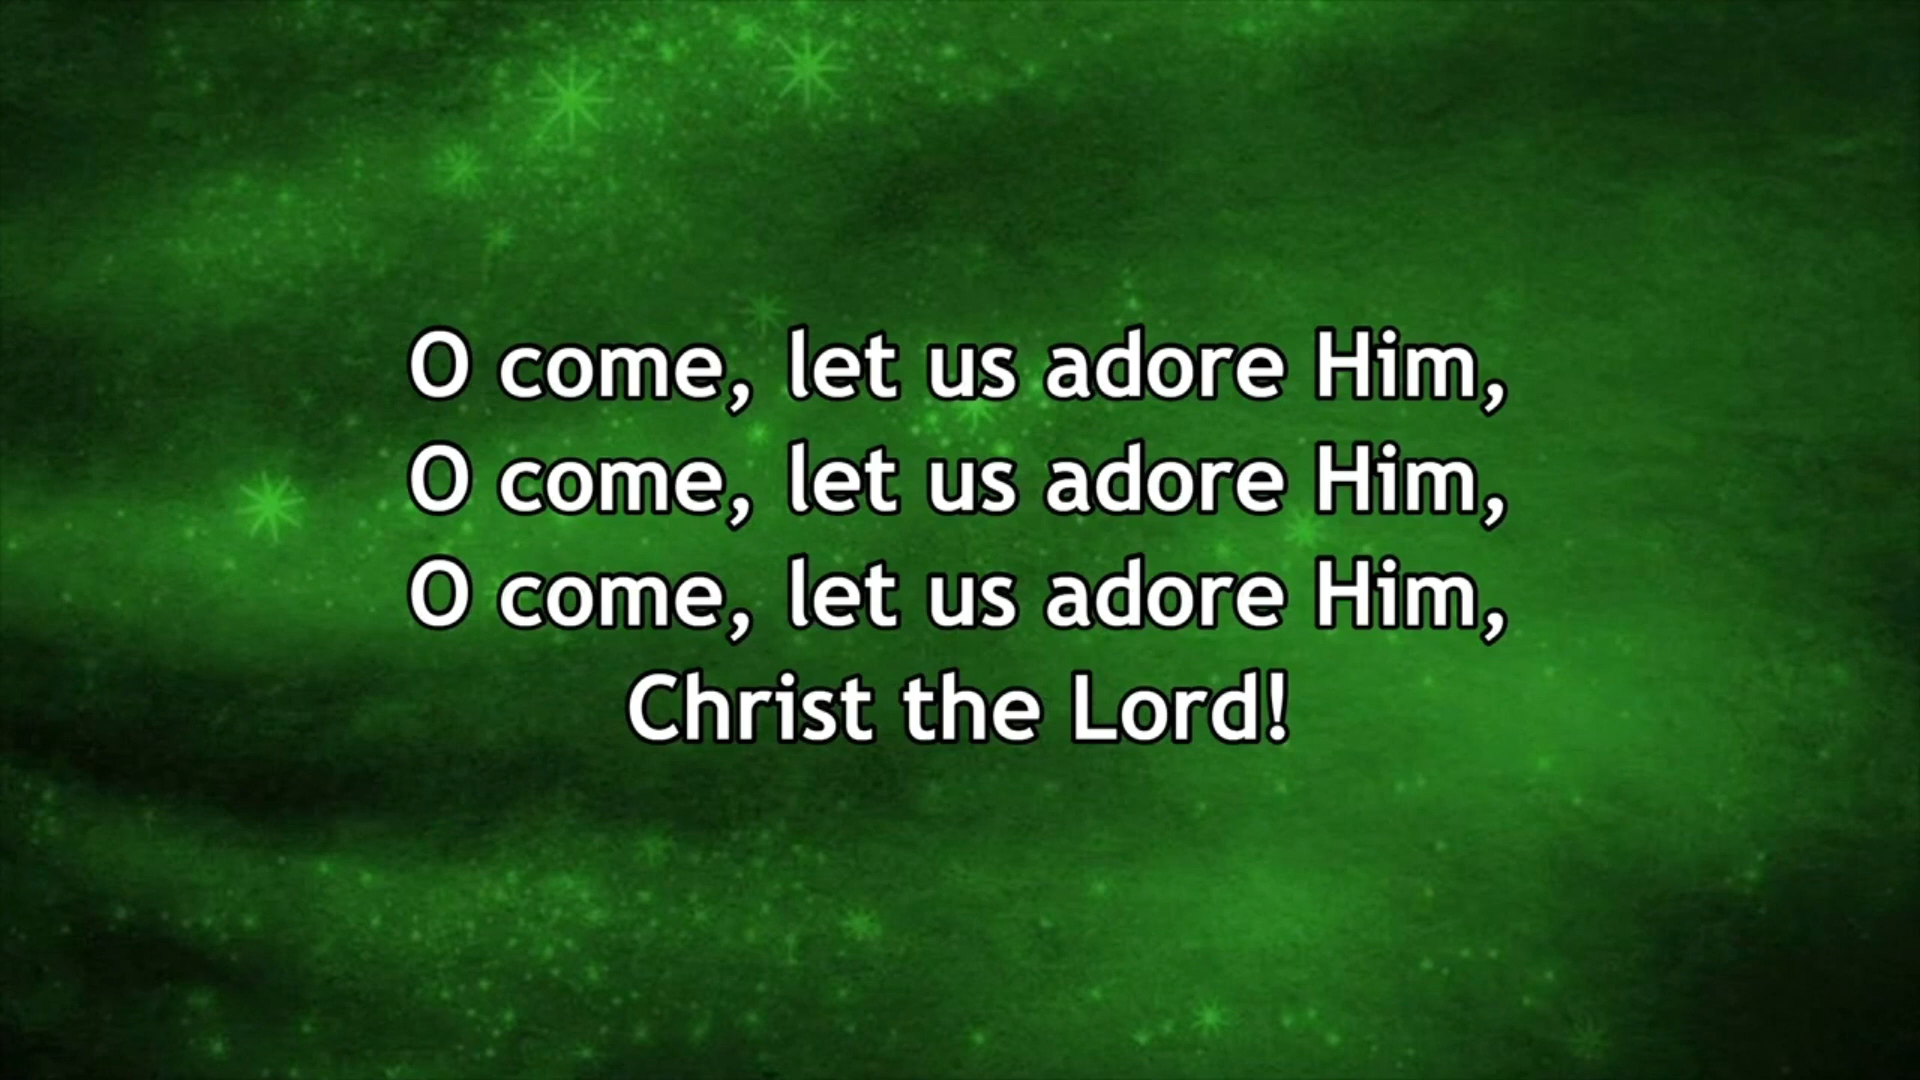 O come, let us adore Him,
O come, let us adore Him,
O come, let us adore Him,
Christ the Lord!